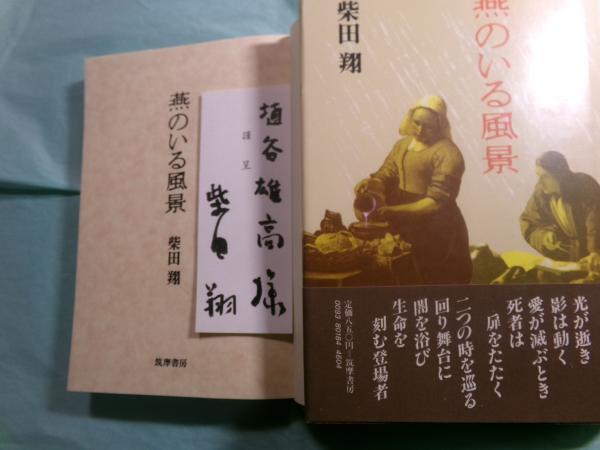 燕のいる風景
柴田 翔
筑摩書房
埴谷雄高様
謹呈
柴田 翔
燕のいる風景
柴田 翔
光が逝き
影は動く
愛が滅ぶとき
死者は
扉をたたく
二つの時を巡る
回り舞台に
闇を浴び
生命を
刻む登場者
定価八五〇円・筑摩書房
0093 80164 4604